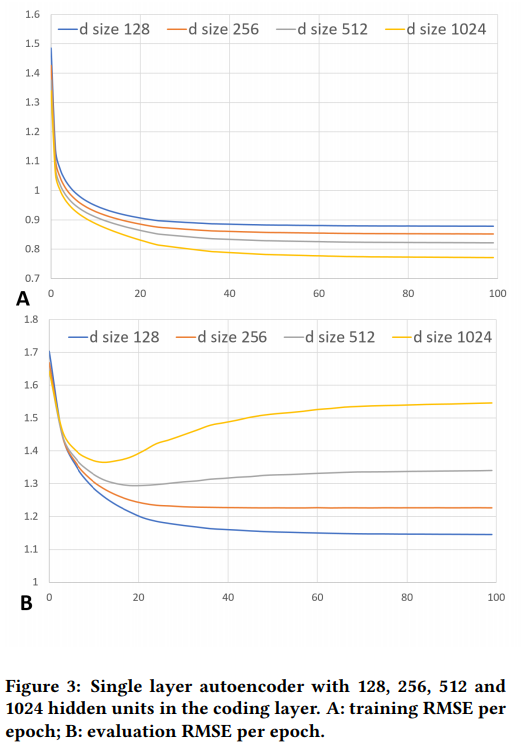 1.6
d size 128 d size 256 d size 512 d size 1024
1.5
1.4
1.3
1.2
1.1
1
0.9
0.8
0.7
0 20 40 60 80 100
A
1.8
d size 128 d size 256 d size 512 d size 1024
1.7
1.6
1.5
1.4
1.3
1.2
1.1
1
0 20 40 60 80 100
B
Figure 3: Single layer autoencoder with 128, 256, 512 and
1024 hidden units in the coding layer. A: training RMSE per
epoch; B: evaluation RMSE per epoch.